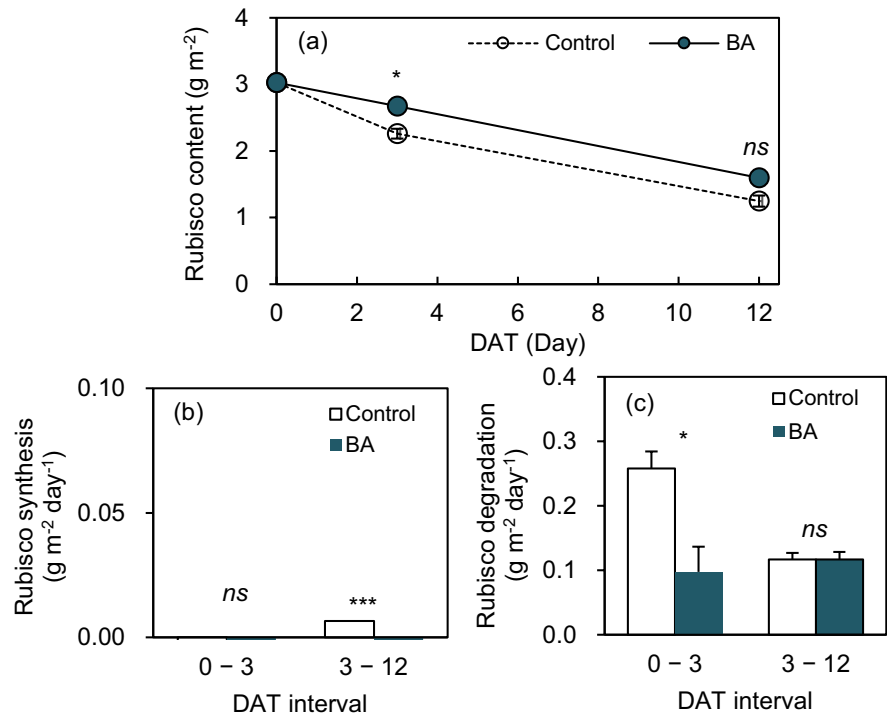 (a)
Control
BA
Rubisco content (g m⁻²)
4
3
2
1
0
*
ns
0
2
4
6
8
10
12
DAT (Day)
(b)
Control
BA
Rubisco synthesis
(g m⁻² day⁻¹)
0.10
0.05
0.00
ns
***
0 − 3
3 − 12
DAT interval
(c)
Control
BA
Rubisco degradation
(g m⁻² day⁻¹)
0.4
0.3
0.2
0.1
0.0
*
ns
0 − 3
3 − 12
DAT interval